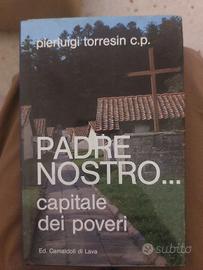 pierluigi torresin c.p.
PADRE
NOSTRO...
capitale
dei poveri
Ed. Camaldoli di Lava
subito